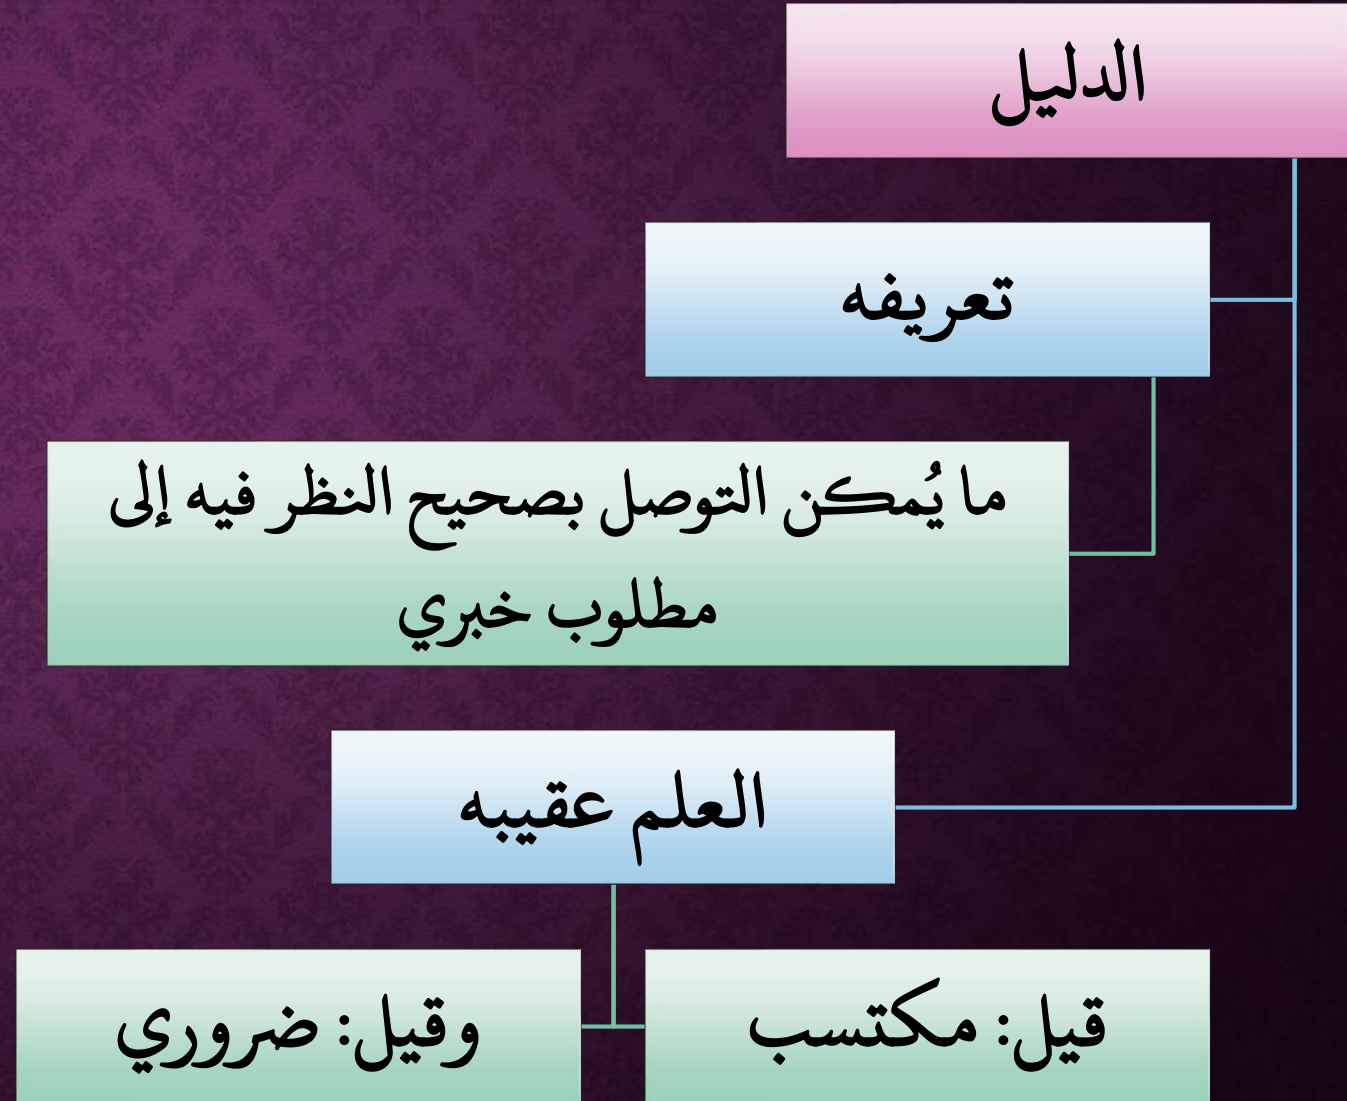 الدليل
تعريفه
ما يُمكن التوصل بصحيح النظر فيه إلى
مطلوب خبري
العلم عقيبه
قيل: مكتسب
وقيل: ضروري